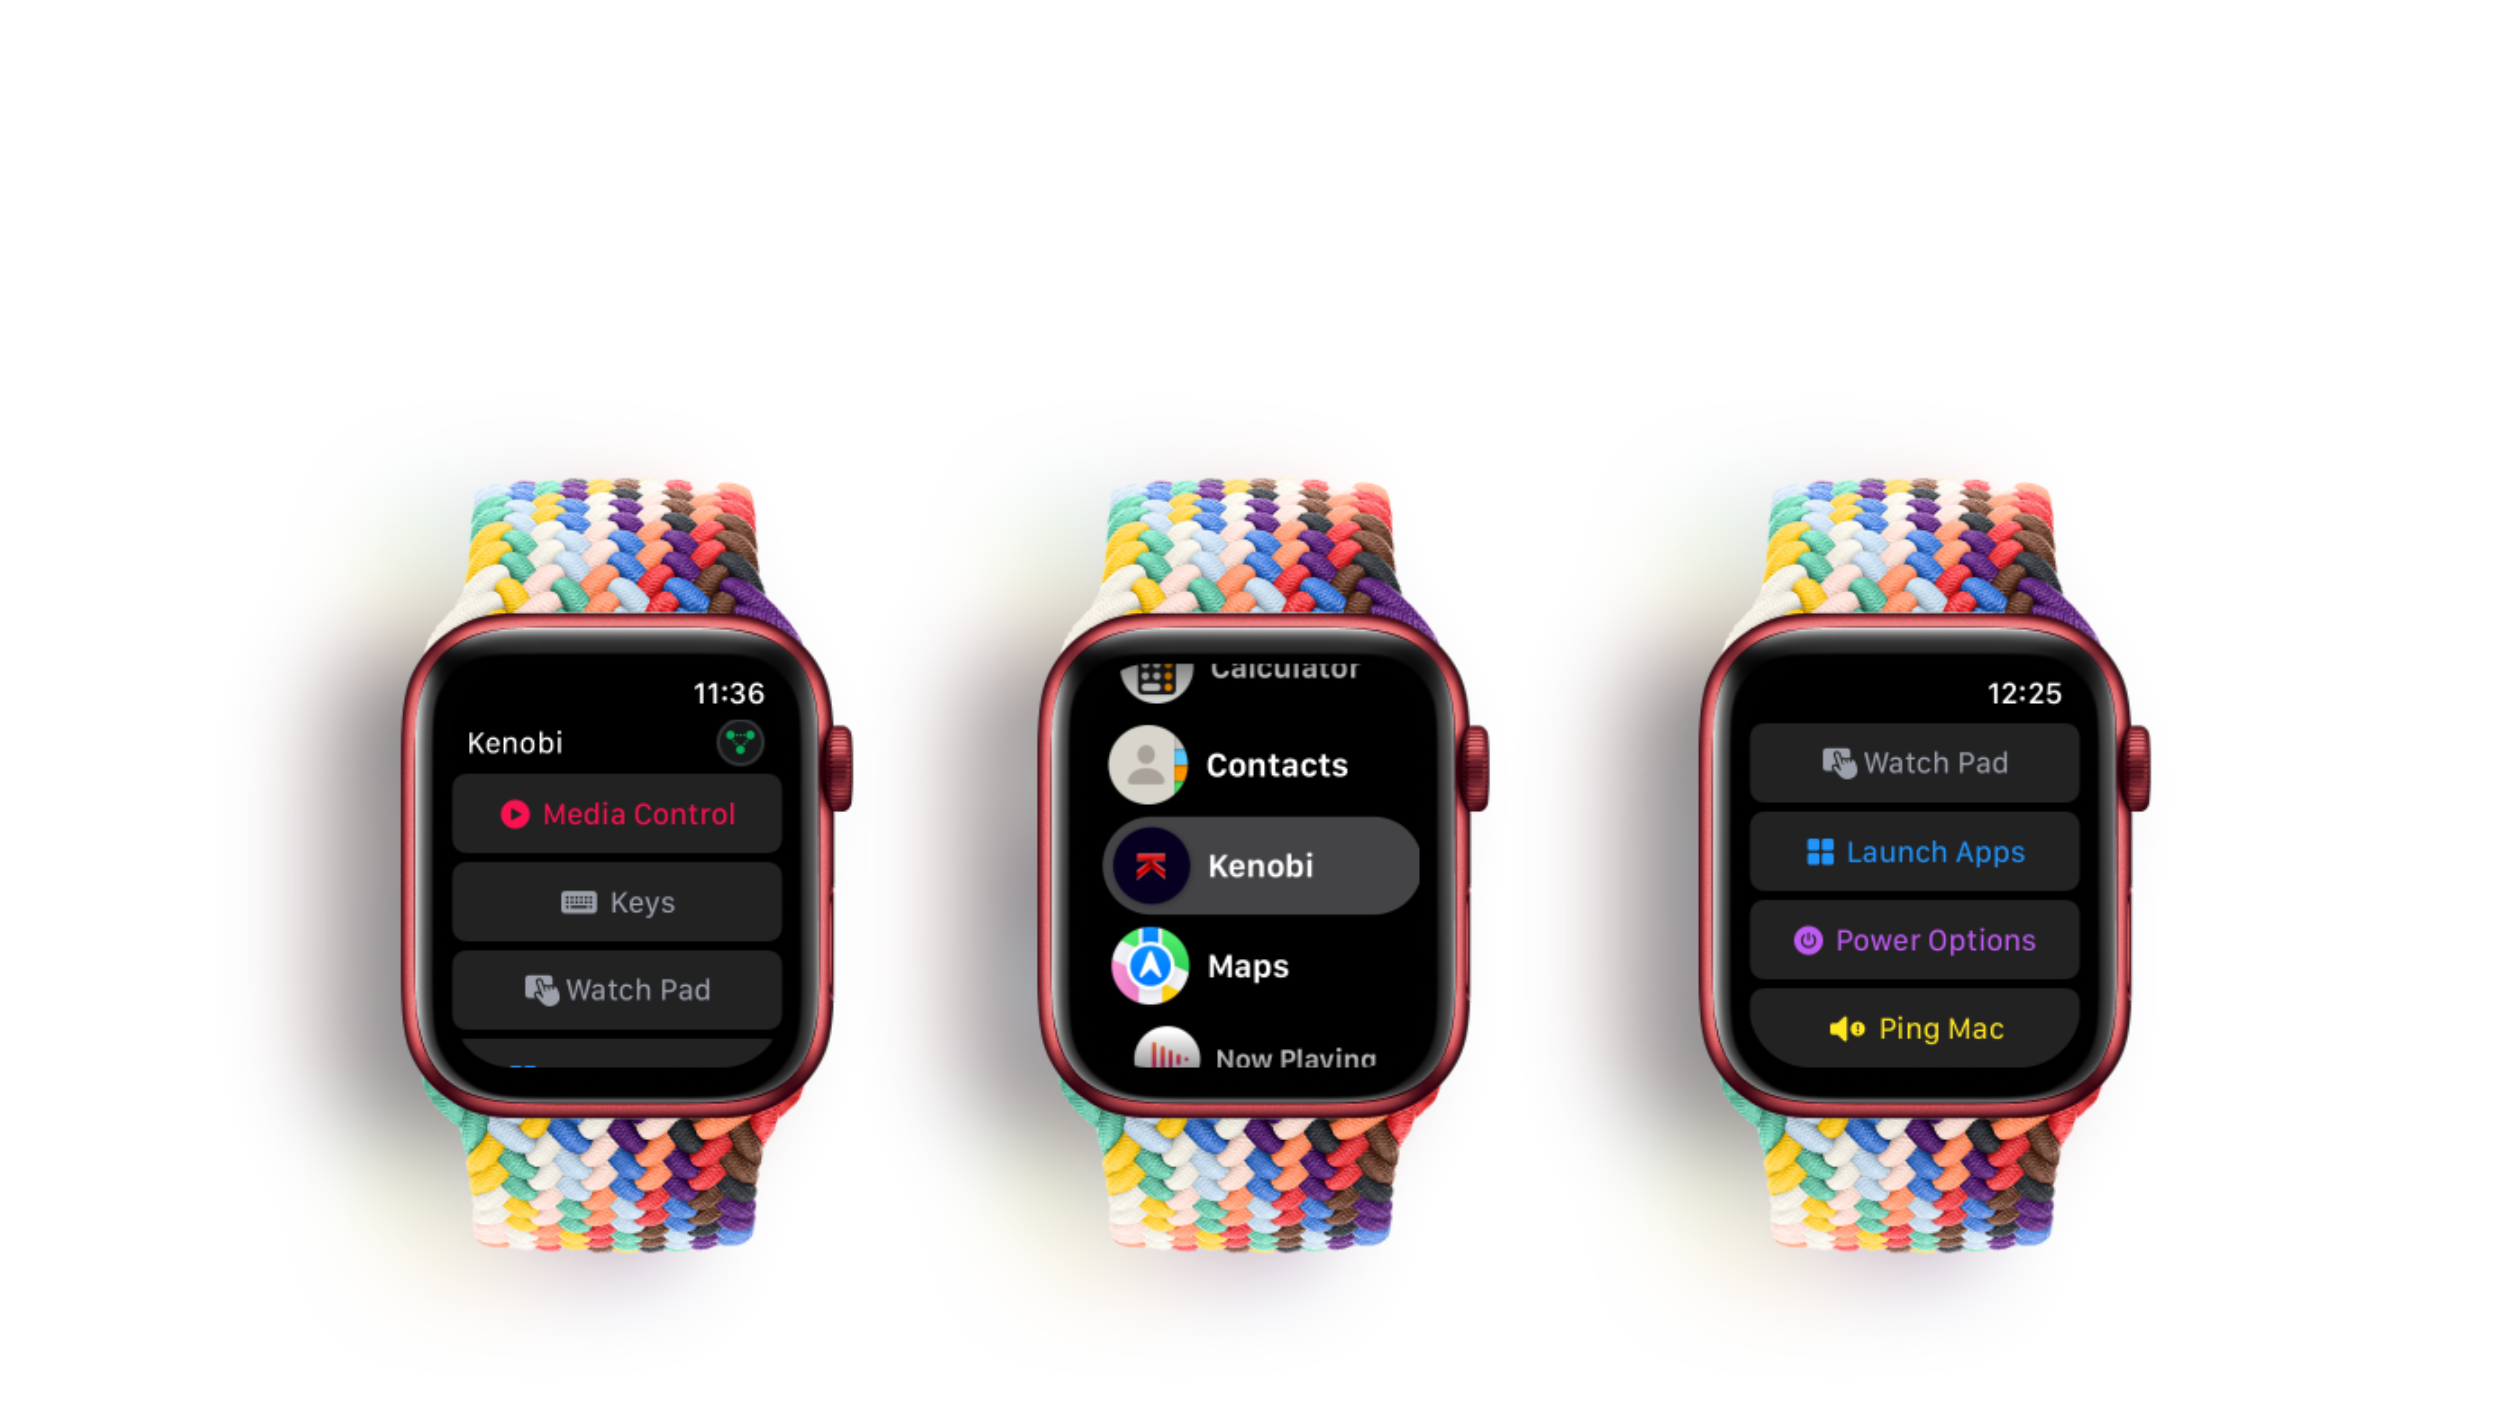 11:36
Kenobi
Media Control
Keys
Watch Pad
Calculator
Contacts
Kenobi
Maps
Now Playing
12:25
Watch Pad
Launch Apps
Power Options
Ping Mac